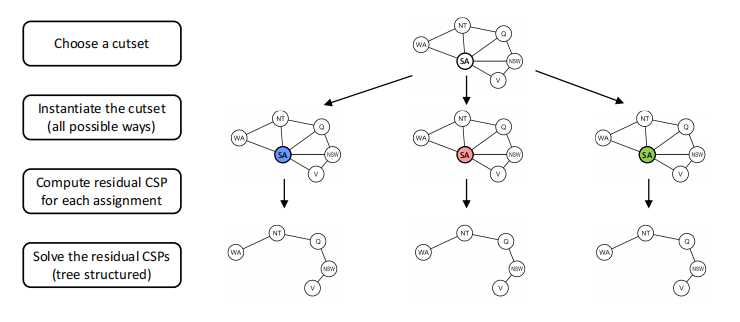 Choose a cutset
Instantiate the cutset
(all possible ways)
Compute residual CSP
for each assignment
Solve the residual CSPs
(tree structured)
NT
Q
WA
SA
NSW
V
NT
Q
WA
SA
NSW
V
NT
Q
WA
SA
NSW
V
NT
Q
WA
SA
NSW
V
NT
Q
WA
NSW
V
NT
Q
WA
NSW
V
NT
Q
WA
NSW
V